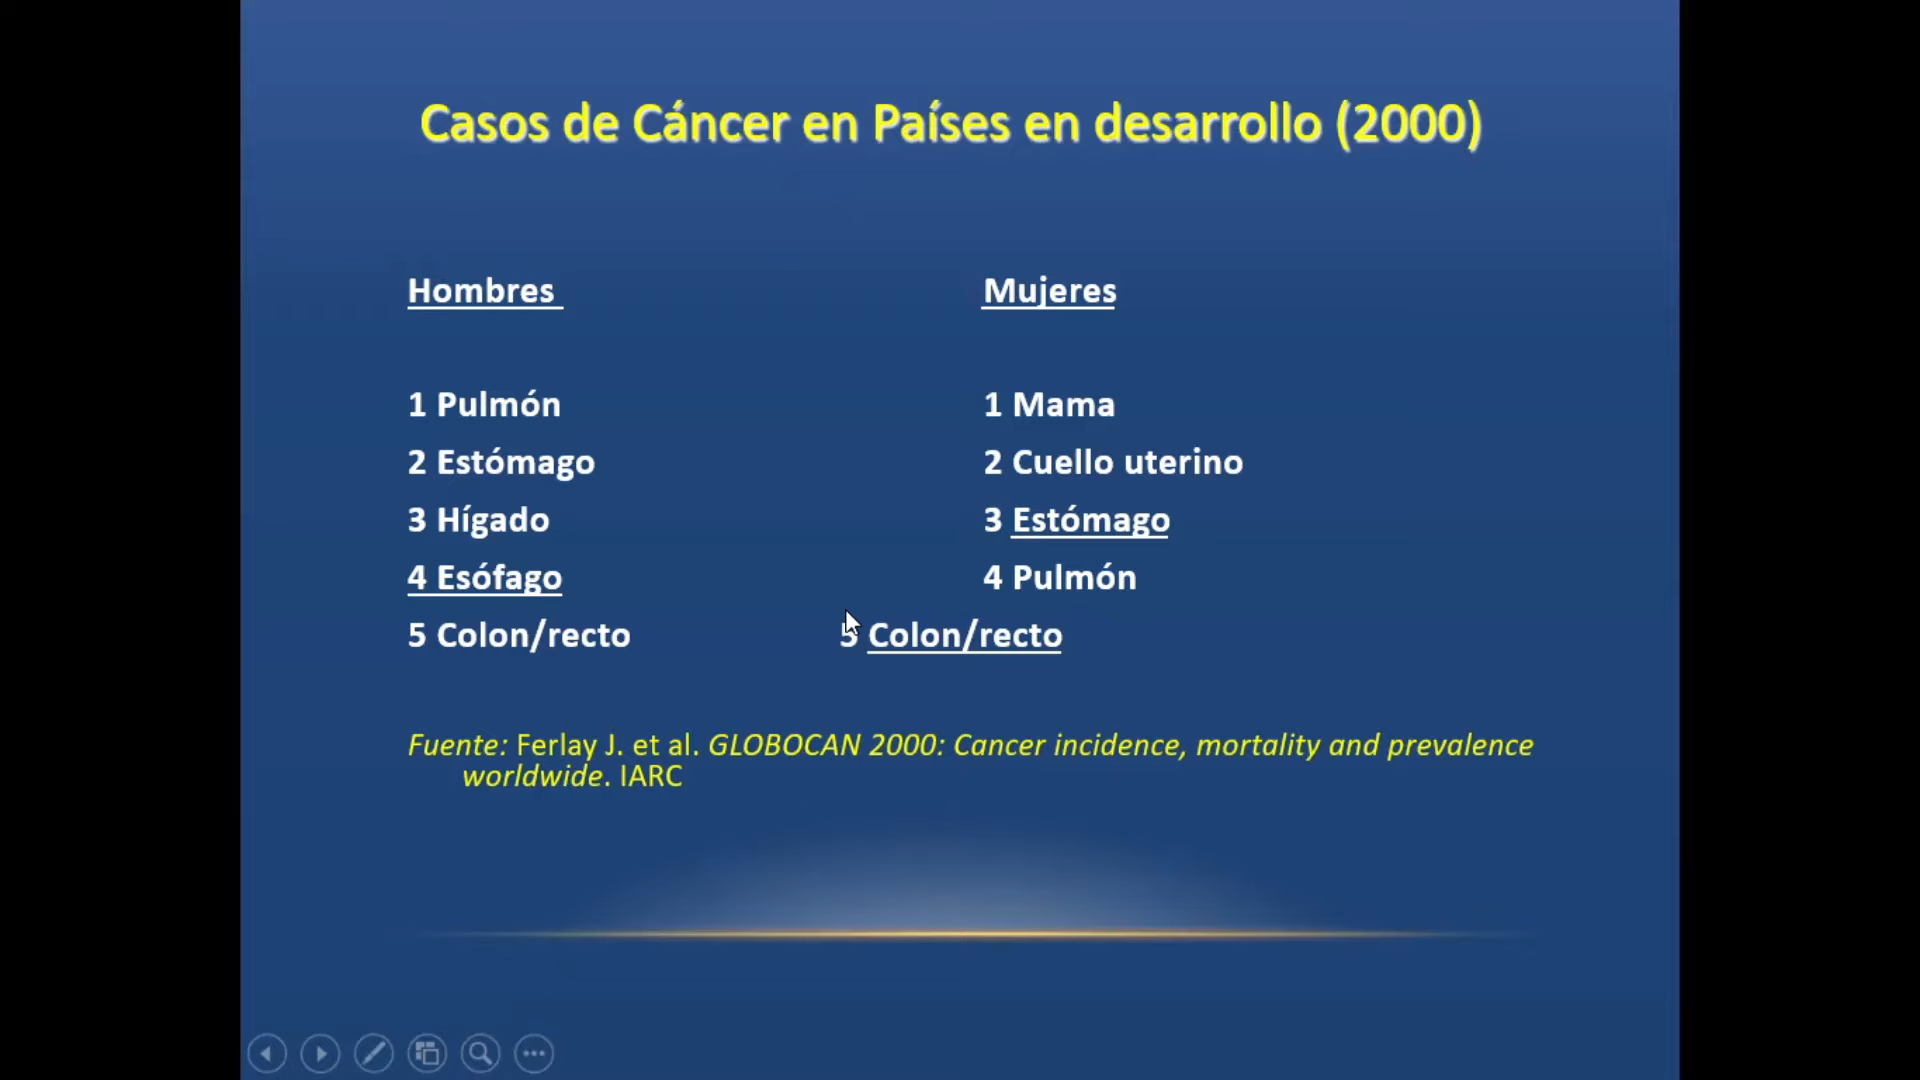 Casos de Cáncer en Países en desarrollo (2000)
Hombres Mujeres
1 Pulmón 1 Mama
2 Estómago 2 Cuello uterino
3 Hígado 3 Estómago
4 Esófago 4 Pulmón
5 Colon/recto 5 Colon/recto
Fuente: Ferlay J. et al. GLOBOCAN 2000: Cancer incidence, mortality and prevalence
worldwide. IARC